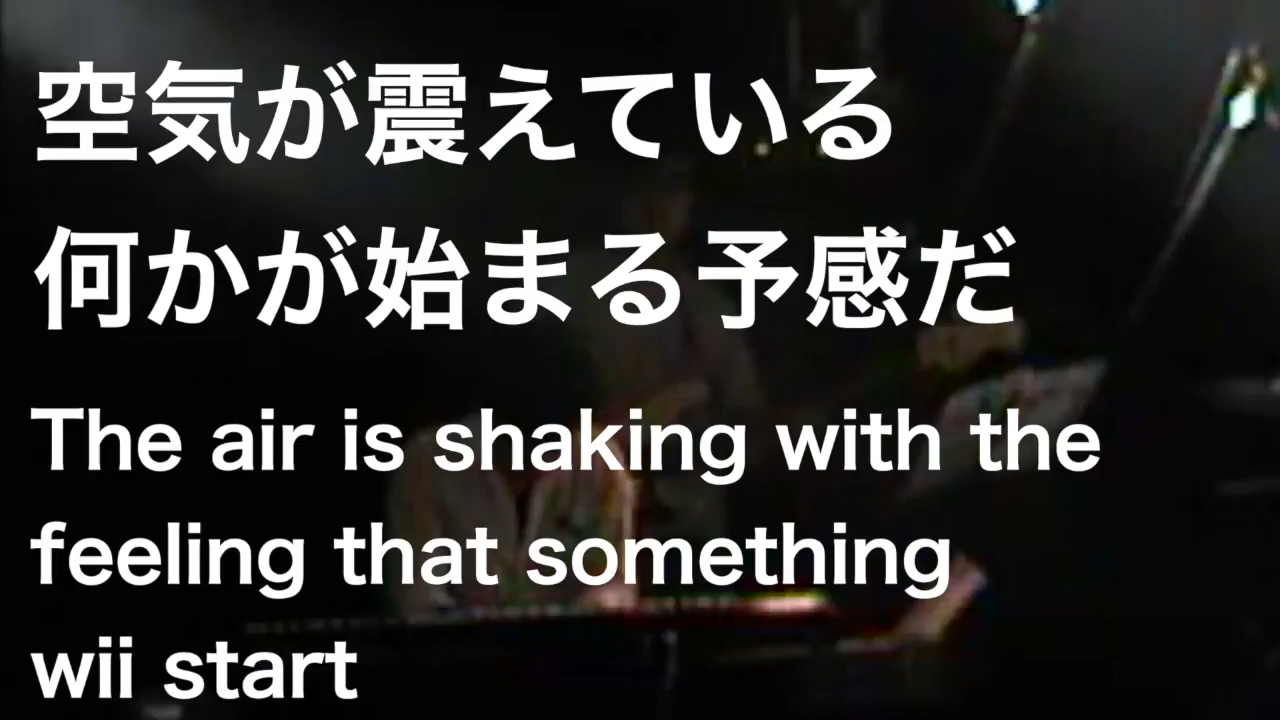 空気が震えている
何かが始まる予感だ
The air is shaking with the
feeling that something
wii start